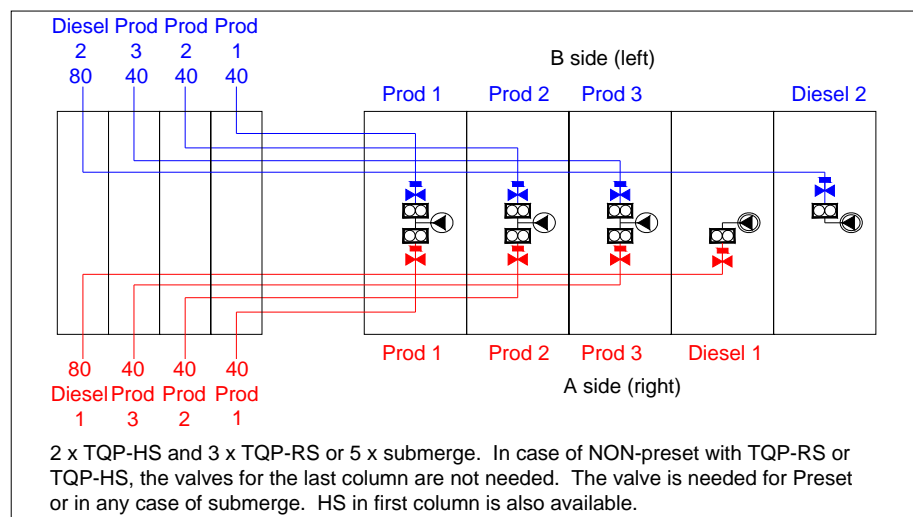 Diesel Prod Prod Prod
2 3 2 1
80 40 40 40
B side (left)
Prod 1 Prod 2 Prod 3 Diesel 2
Prod 1 Prod 2 Prod 3 Diesel 1
A side (right)
80 40 40 40
Diesel Prod Prod Prod
1 3 2 1
2 x TQP-HS and 3 x TQP-RS or 5 x submerge. In case of NON-preset with TQP-RS or
TQP-HS, the valves for the last column are not needed. The valve is needed for Preset
or in any case of submerge. HS in first column is also available.